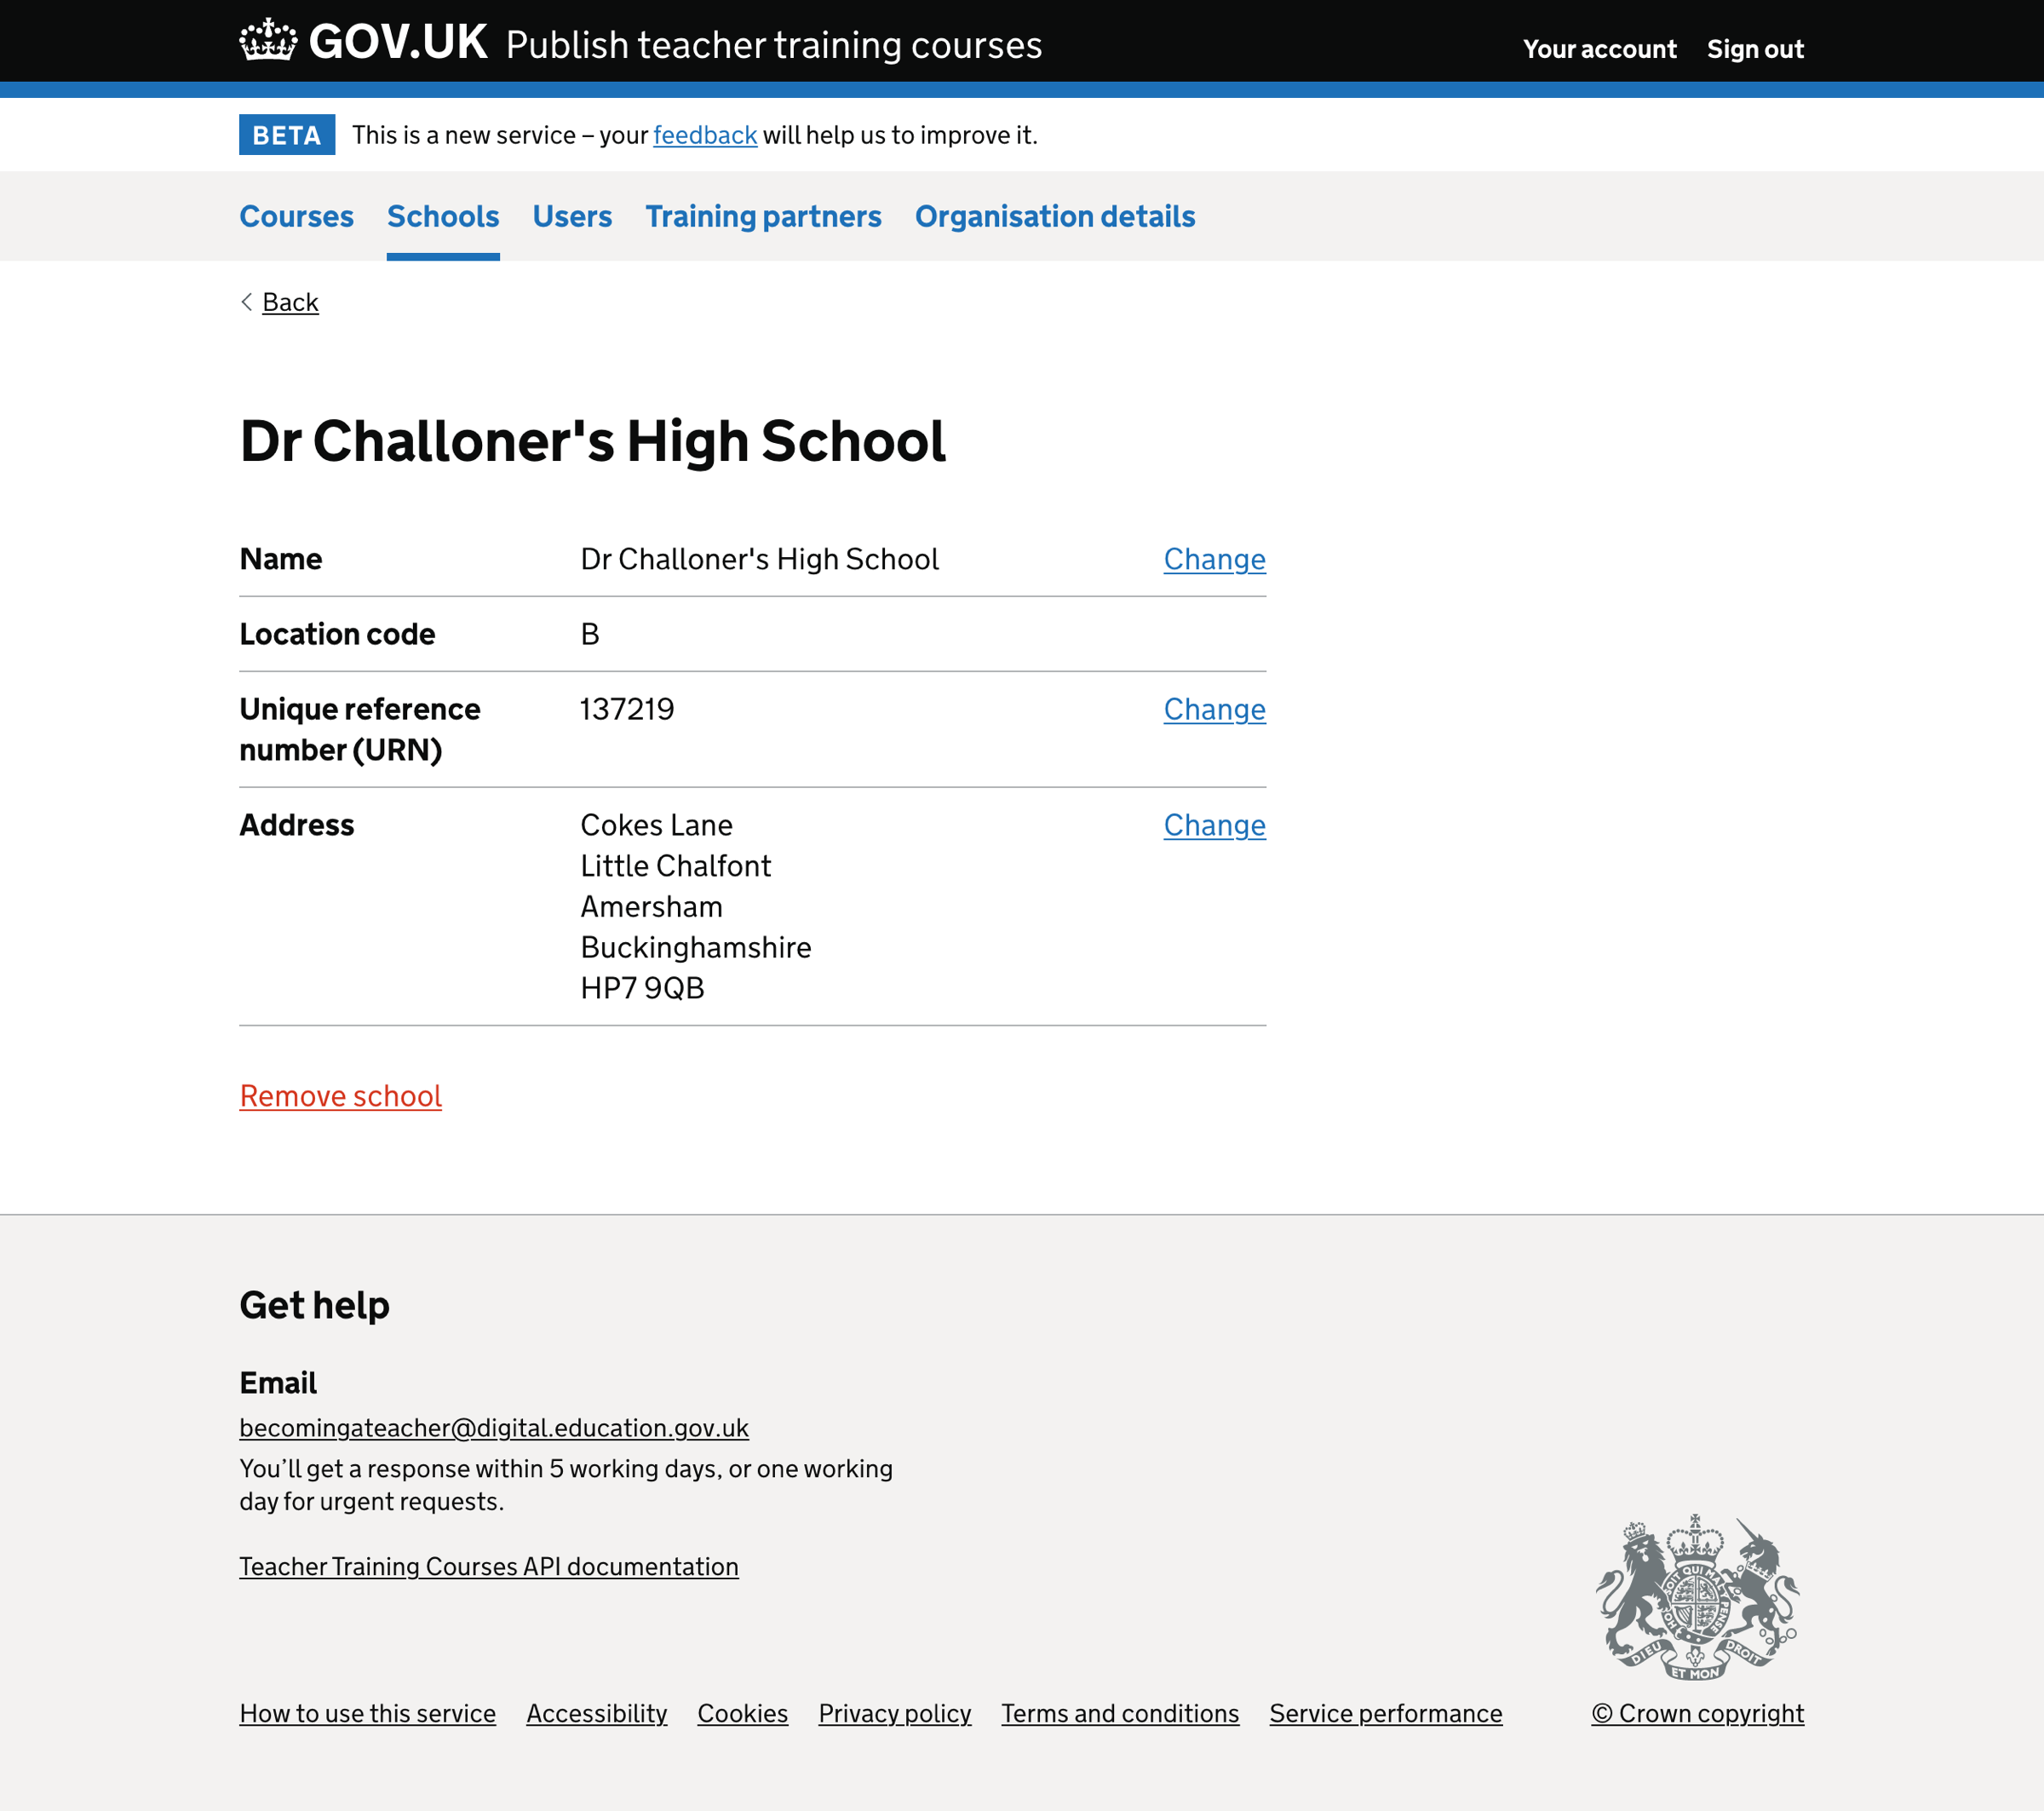 GOV.UK Publish teacher training courses Your account Sign out
BETA This is a new service – your feedback will help us to improve it.
Courses Schools Users Training partners Organisation details
Back
Dr Challoner's High School
Name Dr Challoner's High School Change
Location code B
Unique reference 137219 Change
number (URN)
Address Cokes Lane Change
Little Chalfont
Amersham
Buckinghamshire
HP7 9QB
Remove school
Get help
Email
becomingateacher@digital.education.gov.uk
You’ll get a response within 5 working days, or one working
day for urgent requests.
Teacher Training Courses API documentation
HONI SOIT QUI MAL Y PENSE
DIEU ET MON DROIT
How to use this service Accessibility Cookies Privacy policy Terms and conditions Service performance © Crown copyright